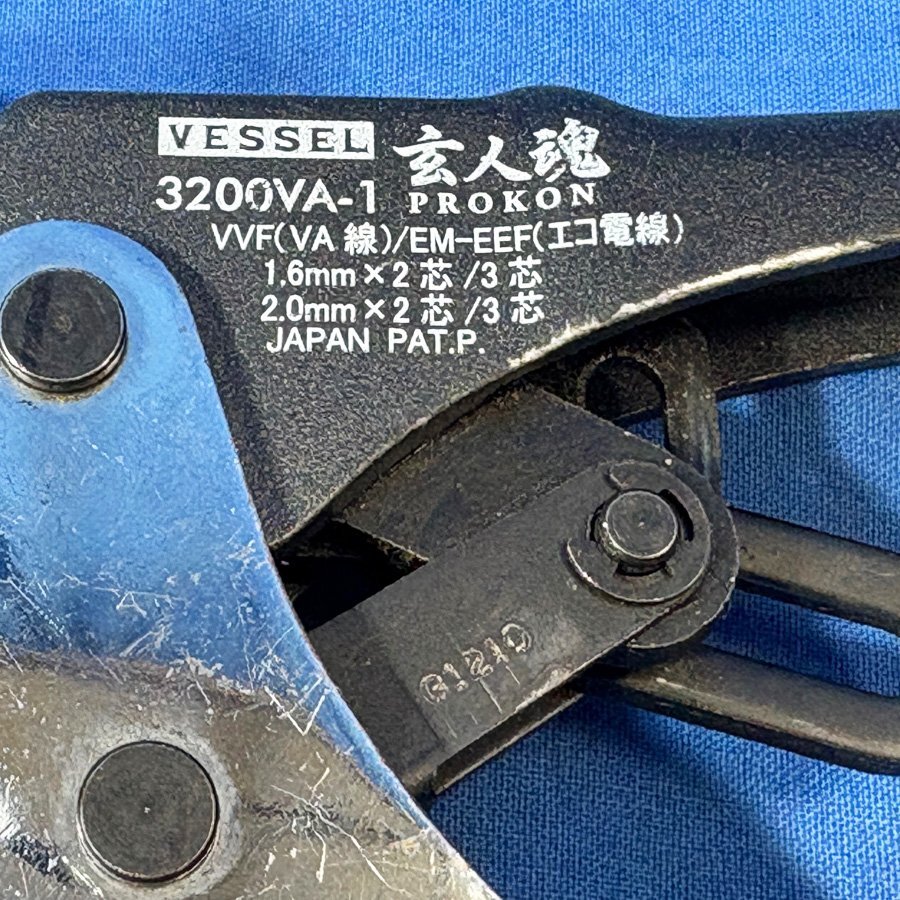 VESSEL 玄人魂
3200VA-1 PROKON
VVF(VA線)/EM-EEF(エコ電線)
1.6mm×2芯/3芯
2.0mm×2芯/3芯
JAPAN PAT.P.